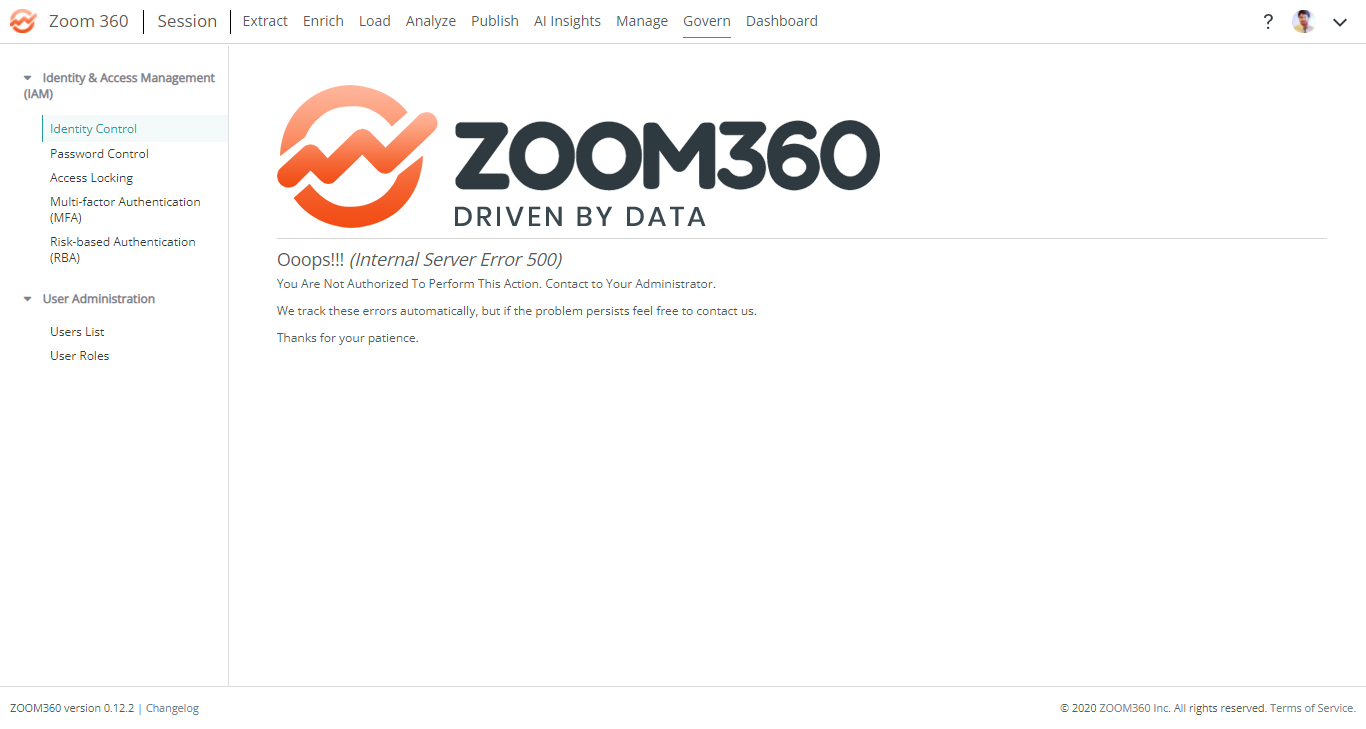 Zoom 360 Session Extract Enrich Load Analyze Publish AI Insights Manage Govern Dashboard ?
Identity & Access Management
(IAM)
Identity Control
Password Control
Access Locking
Multi-factor Authentication
(MFA)
Risk-based Authentication
(RBA)
User Administration
Users List
User Roles
ZOOM360
DRIVEN BY DATA
Ooops!!! (Internal Server Error 500)
You Are Not Authorized To Perform This Action. Contact to Your Administrator.
We track these errors automatically, but if the problem persists feel free to contact us.
Thanks for your patience.
ZOOM360 version 0.12.2 | Changelog
© 2020 ZOOM360 Inc. All rights reserved. Terms of Service.